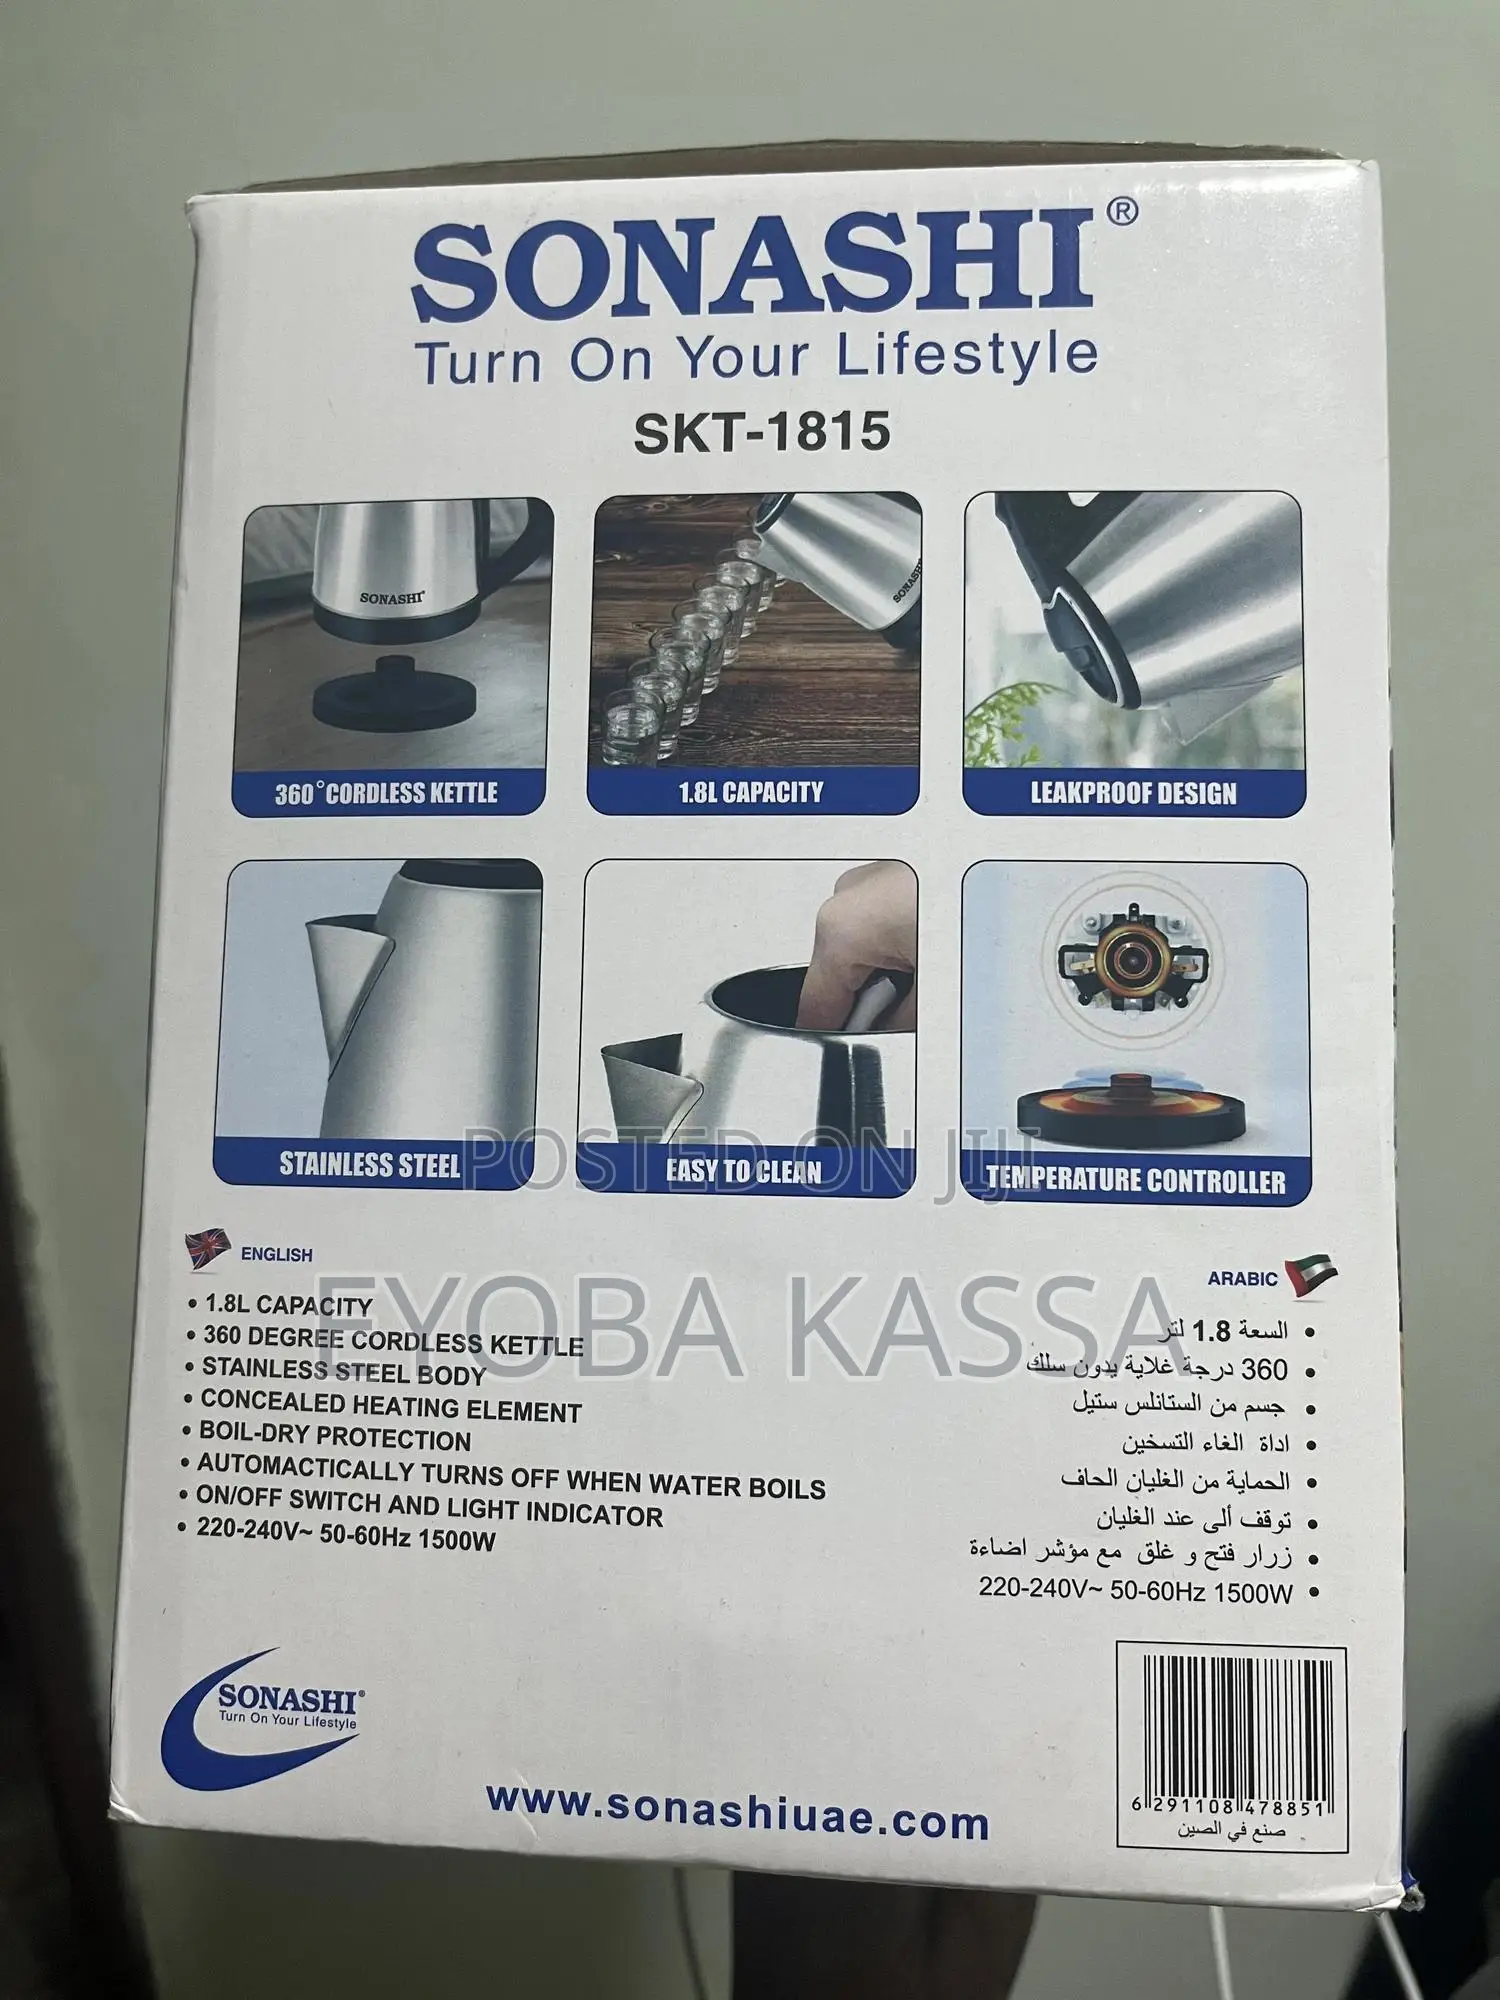 SONASHI®
Turn On Your Lifestyle
SKT-1815
SONASHI®
SONASHI
360°CORDLESS KETTLE
1.8L CAPACITY
LEAKPROOF DESIGN
STAINLESS STEEL
EASY TO CLEAN
TEMPERATURE CONTROLLER
POSTED ON JIJI
EYOBA KASSA
ENGLISH
• 1.8L CAPACITY
• 360 DEGREE CORDLESS KETTLE
• STAINLESS STEEL BODY
• CONCEALED HEATING ELEMENT
• BOIL-DRY PROTECTION
• AUTOMACTICALLY TURNS OFF WHEN WATER BOILS
• ON/OFF SWITCH AND LIGHT INDICATOR
• 220-240V~ 50-60Hz 1500W
ARABIC
• السعة 1.8 لتر
• 360 درجة غلاية بدون سلك
• جسم من الستانلس ستيل
• اداة الغاء التسخين
• الحماية من الغليان الحاف
• توقف ألى عند الغليان
• زرار فتح و غلق مع مؤشر اضاءة
• 220-240V~ 50-60Hz 1500W
SONASHI®
Turn On Your Lifestyle
www.sonashiuae.com
6 291108 478851
صنع في الصين